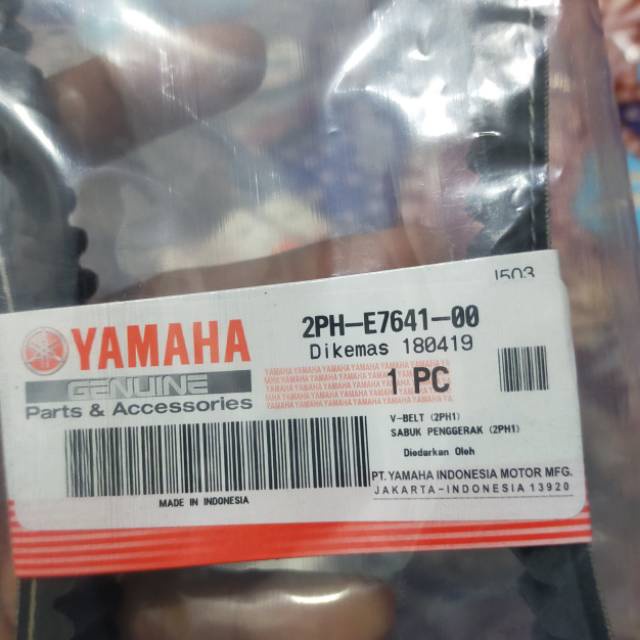 I503
YAMAHA
GENUINE
Parts & Accessories
2PH-E7641-00
Dikemas 180419
1 PC
V-BELT (2PH1)
SABUK PENGGERAK (2PH1)
Diedarkan Oleh
PT. YAMAHA INDONESIA MOTOR MFG.
JAKARTA-INDONESIA 13920
MADE IN INDONESIA